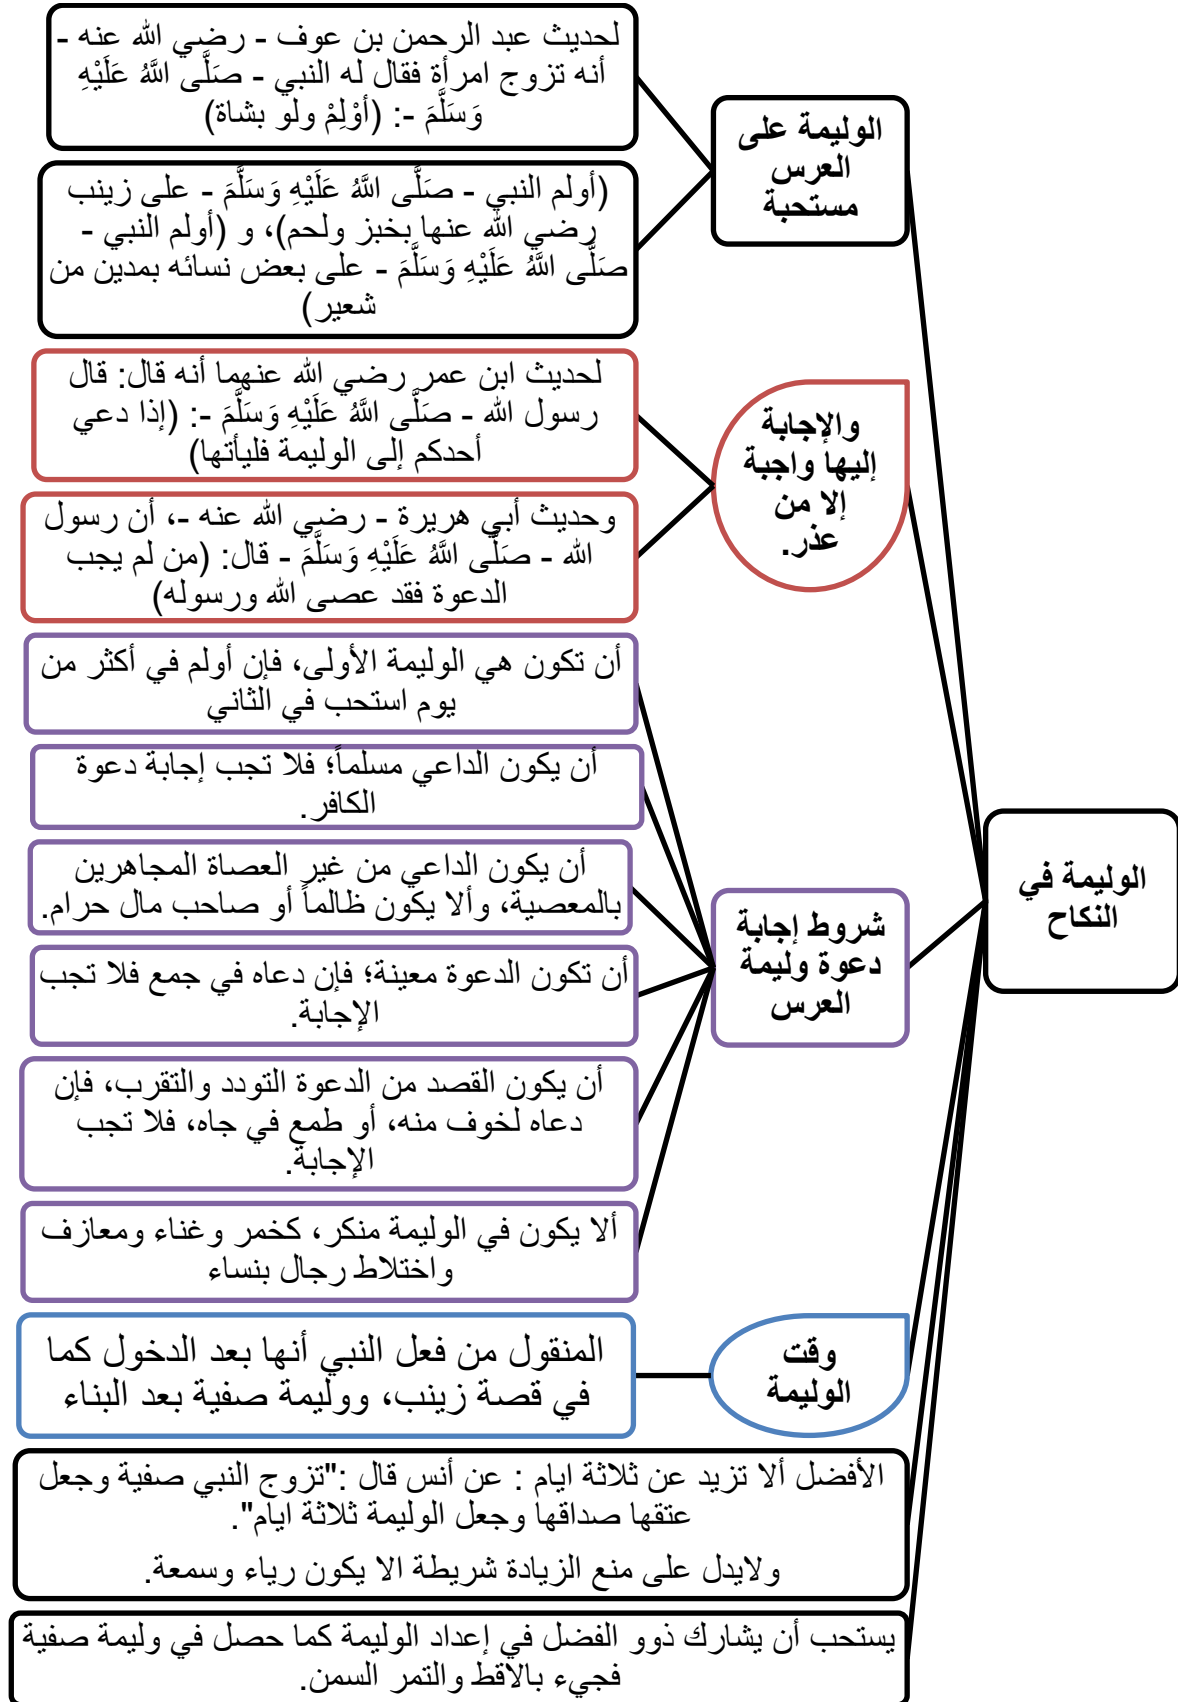 الوليمة في
النكاح
الوليمة على
العرس
مستحبة
لحديث عبد الرحمن بن عوف - رضي الله عنه -
أنه تزوج امرأة فقال له النبي - صَلَّى اللَّهُ عَلَيْهِ
وَسَلَّمَ -: (أوْلِمْ ولو بشاة)
(أولم النبي - صَلَّى اللَّهُ عَلَيْهِ وَسَلَّمَ - على زينب
رضي الله عنها بخبز ولحم)، و (أولم النبي -
صَلَّى اللَّهُ عَلَيْهِ وَسَلَّمَ - على بعض نسائه بمدين من
شعير)
والإجابة
إليها واجبة
إلا من
عذر.
لحديث ابن عمر رضي الله عنهما أنه قال: قال
رسول الله - صَلَّى اللَّهُ عَلَيْهِ وَسَلَّمَ -: (إذا دعي
أحدكم إلى الوليمة فليأتها)
وحديث أبي هريرة - رضي الله عنه -، أن رسول
الله - صَلَّى اللَّهُ عَلَيْهِ وَسَلَّمَ - قال: (من لم يجب
الدعوة فقد عصى الله ورسوله)
شروط إجابة
دعوة وليمة
العرس
أن تكون هي الوليمة الأولى، فإن أولم في أكثر من
يوم استحب في الثاني
أن يكون الداعي مسلماً؛ فلا تجب إجابة دعوة
الكافر.
أن يكون الداعي من غير العصاة المجاهرين
بالمعصية، وألا يكون ظالماً أو صاحب مال حرام.
أن تكون الدعوة معينة؛ فإن دعاه في جمع فلا تجب
الإجابة.
أن يكون القصد من الدعوة التودد والتقرب، فإن
دعاه لخوف منه، أو طمع في جاه، فلا تجب
الإجابة.
ألا يكون في الوليمة منكر، كخمر وغناء ومعازف
واختلاط رجال بنساء
وقت
الوليمة
المنقول من فعل النبي أنها بعد الدخول كما
في قصة زينب، ووليمة صفية بعد البناء
الأفضل ألا تزيد عن ثلاثة ايام : عن أنس قال :"تزوج النبي صفية وجعل
عتقها صداقها وجعل الوليمة ثلاثة ايام".
ولايدل على منع الزيادة شريطة الا يكون رياء وسمعة.
يستحب أن يشارك ذوو الفضل في إعداد الوليمة كما حصل في وليمة صفية
فجيء بالاقط والتمر السمن.